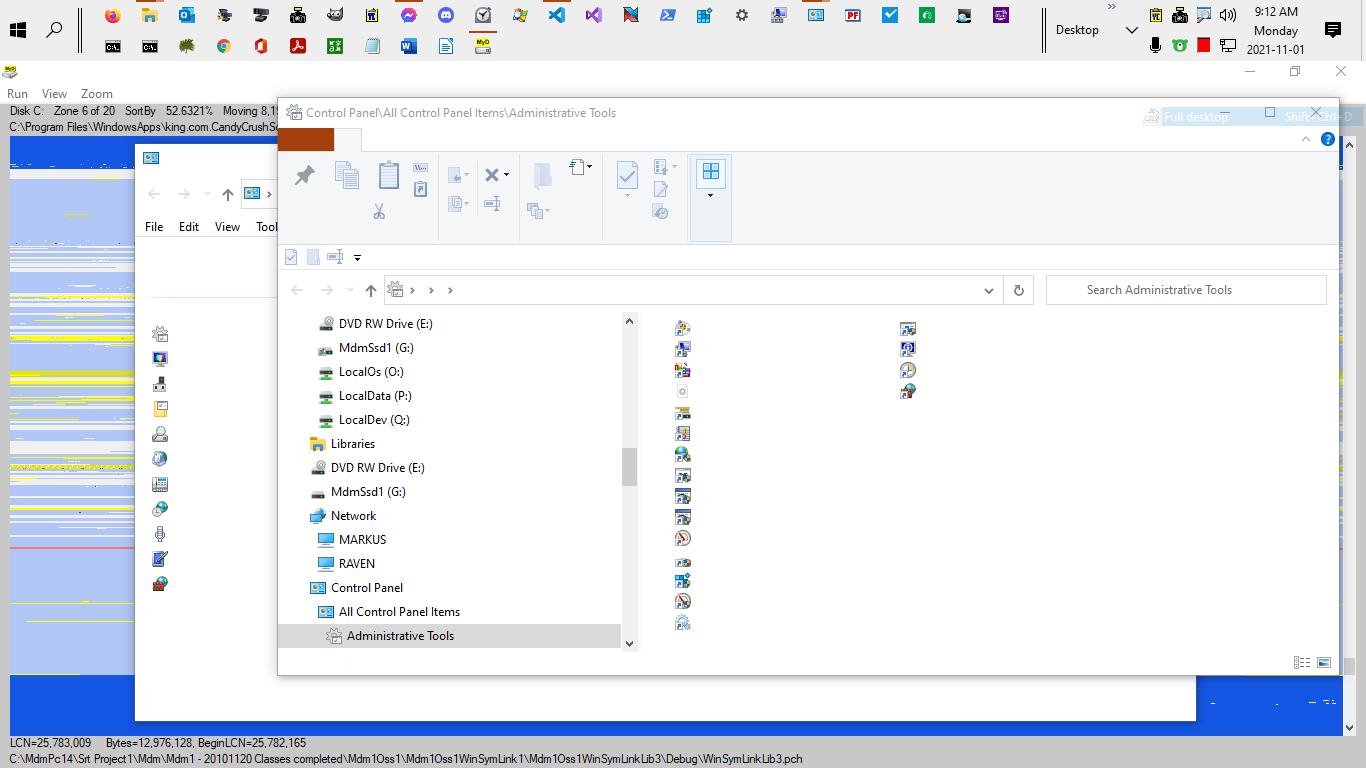 9:12 AM
Desktop
Monday
2021-11-01
Run View Zoom
Disk C: Zone 6 of 20 SortBy 52.6321% Moving 8,19
C:\Program Files\WindowsApps\king.com.CandyCrushS
Control Panel\All Control Panel Items\Administrative Tools
Full desktop Shift+Ctrl+D
File Edit View Tool
Search Administrative Tools
DVD RW Drive (E:)
MdmSsd1 (G:)
LocalOs (O:)
LocalData (P:)
LocalDev (Q:)
Libraries
DVD RW Drive (E:)
MdmSsd1 (G:)
Network
MARKUS
RAVEN
Control Panel
All Control Panel Items
Administrative Tools
LCN=25,783,009 Bytes=12,976,128, BeginLCN=25,782,165
C:\MdmPc14\Srt Project1\Mdm\Mdm1 - 20101120 Classes completed\Mdm1Oss1\Mdm1Oss1WinSymLink1\Mdm1Oss1WinSymLinkLib3\Debug\WinSymLinkLib3.pch